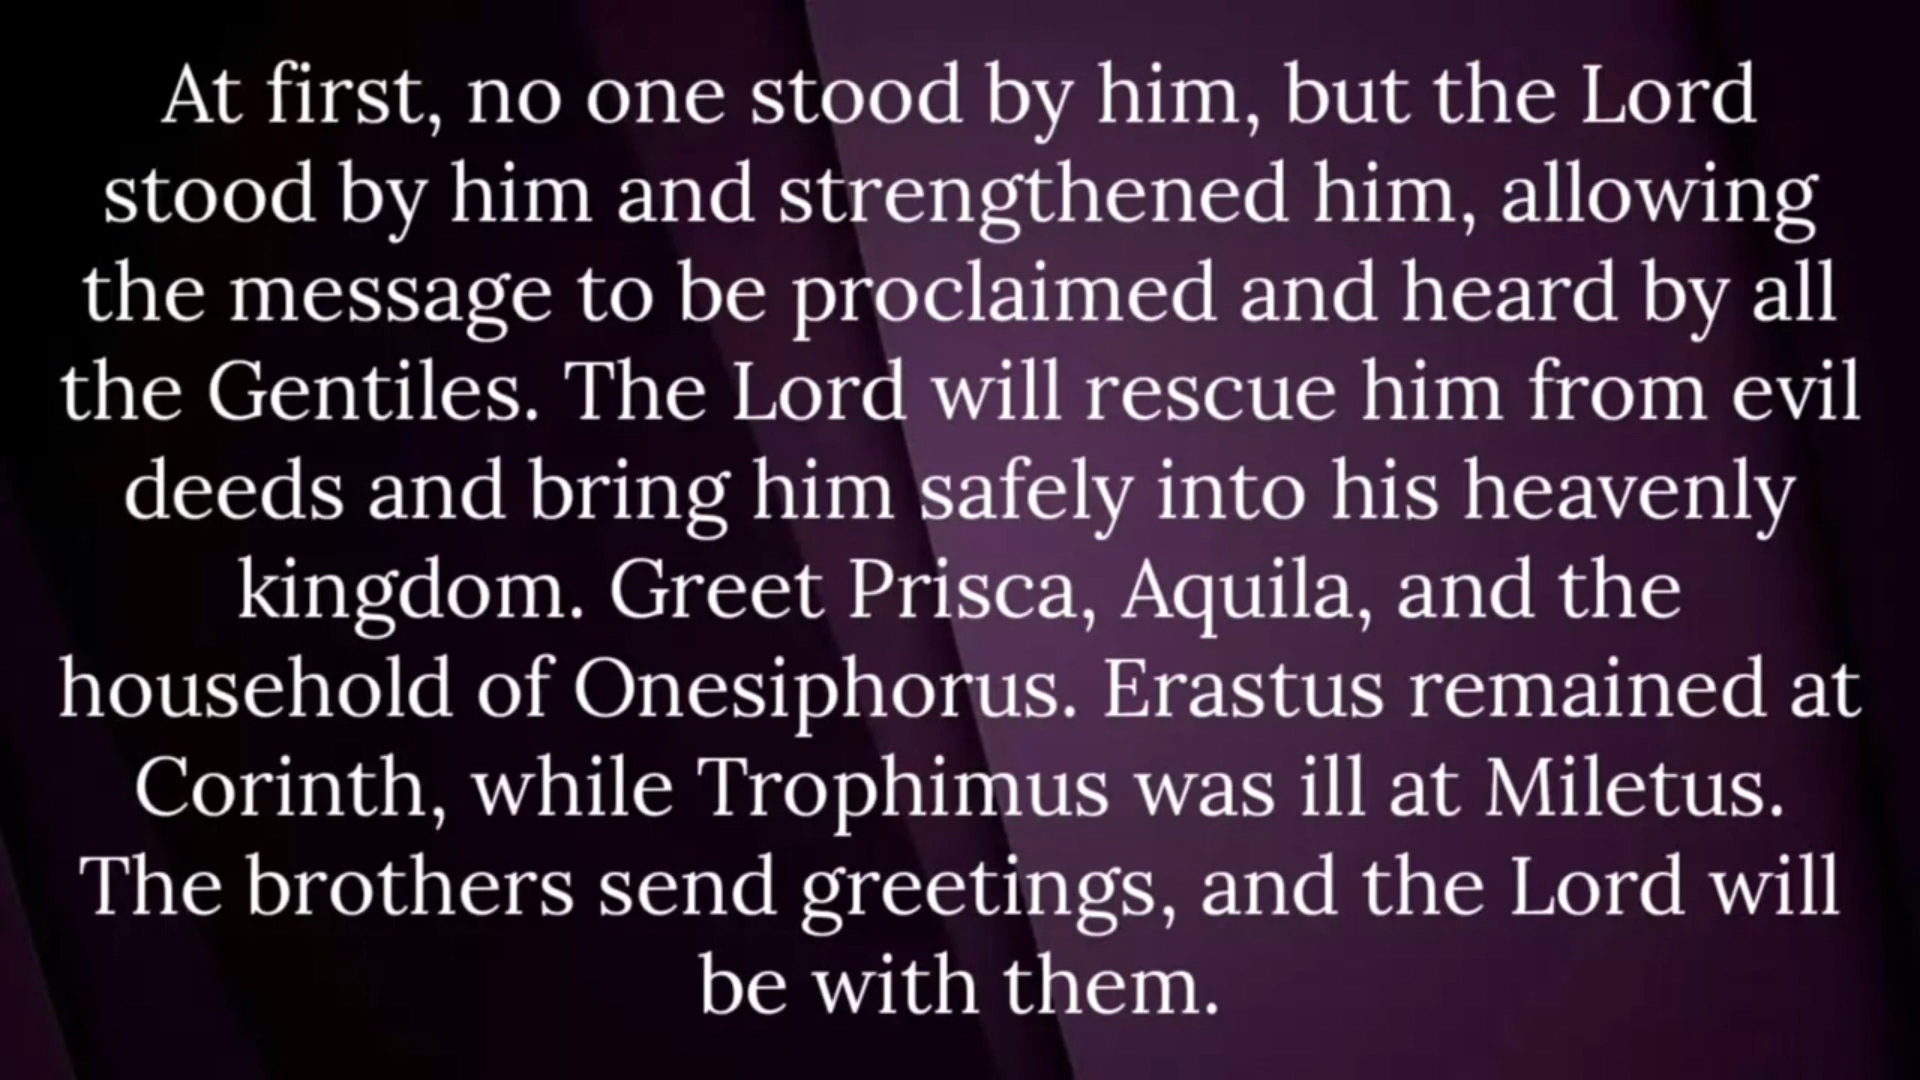 At first, no one stood by him, but the Lord
stood by him and strengthened him, allowing
the message to be proclaimed and heard by all
the Gentiles. The Lord will rescue him from evil
deeds and bring him safely into his heavenly
kingdom. Greet Prisca, Aquila, and the
household of Onesiphorus. Erastus remained at
Corinth, while Trophimus was ill at Miletus.
The brothers send greetings, and the Lord will
be with them.